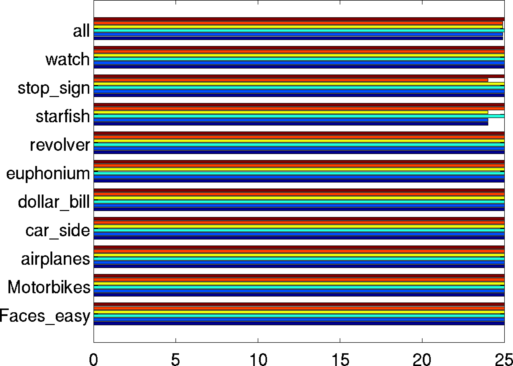 all
watch
stop_sign
starfish
revolver
euphonium
dollar_bill
car_side
airplanes
Motorbikes
Faces_easy
0 5 10 15 20 25